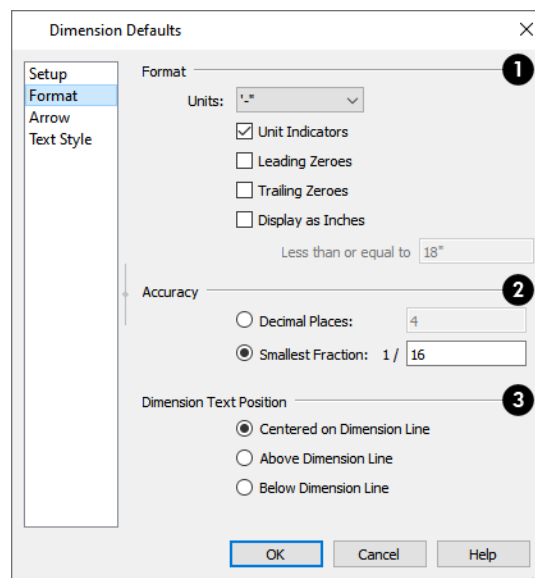 Dimension Defaults
Setup
Format
Arrow
Text Style
Format
1
Units: '-"
Unit Indicators
Leading Zeroes
Trailing Zeroes
Display as Inches
Less than or equal to 18"
Accuracy
2
Decimal Places: 4
Smallest Fraction: 1 / 16
Dimension Text Position
3
Centered on Dimension Line
Above Dimension Line
Below Dimension Line
OK Cancel Help